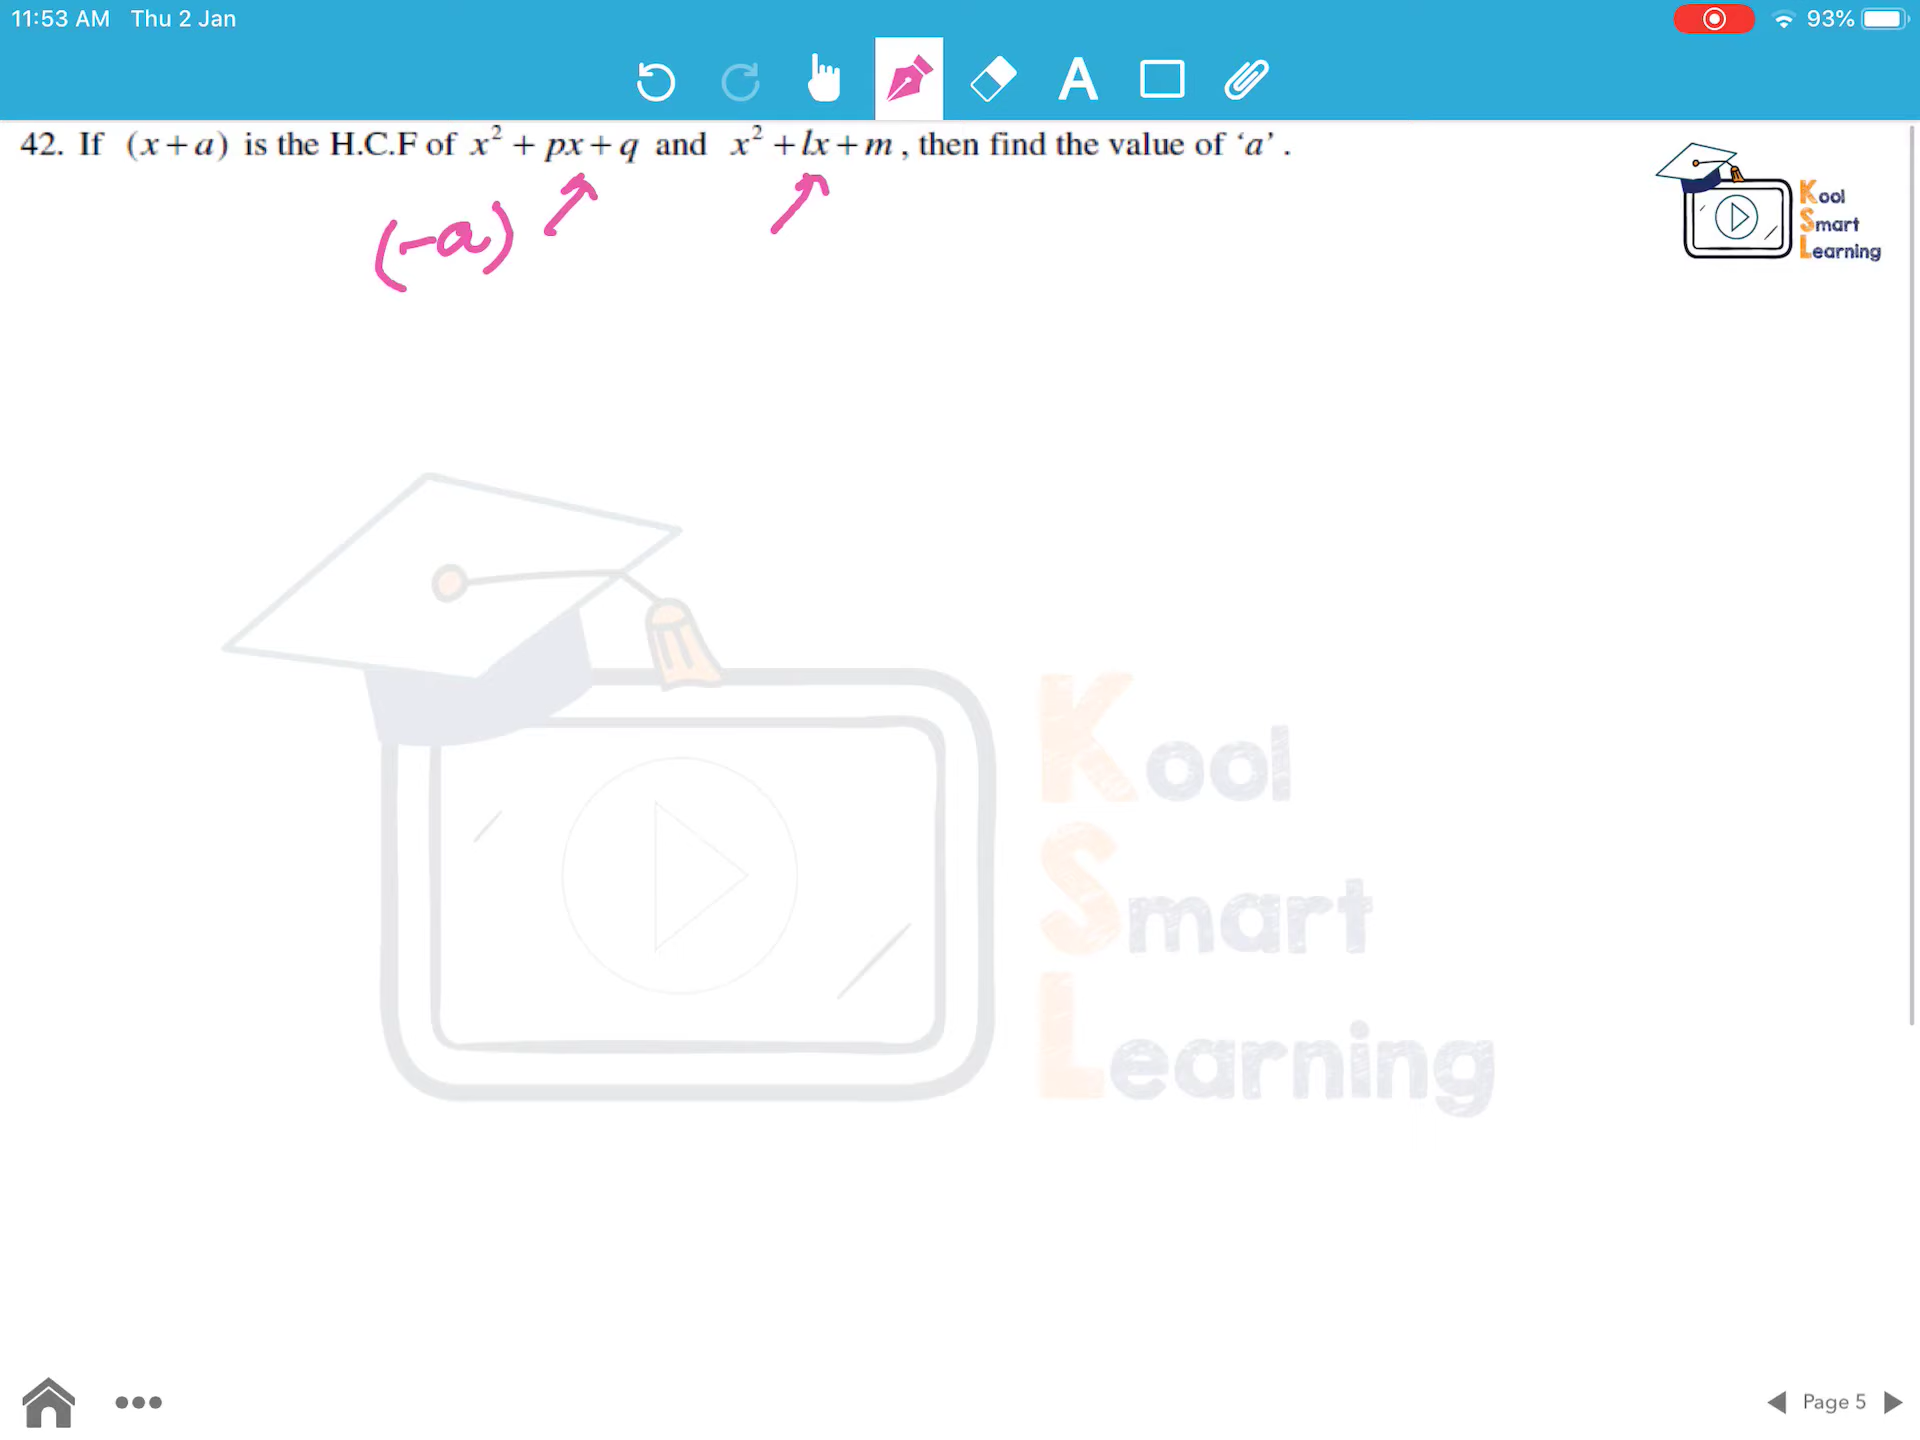 11:53 AM Thu 2 Jan
93%
A
42. If (x+a) is the H.C.F of x² + px+q and x² +lx+m, then find the value of ‘a’.
(-a)
Kool
Smart
Learning
Kool
Smart
Learning
Page 5